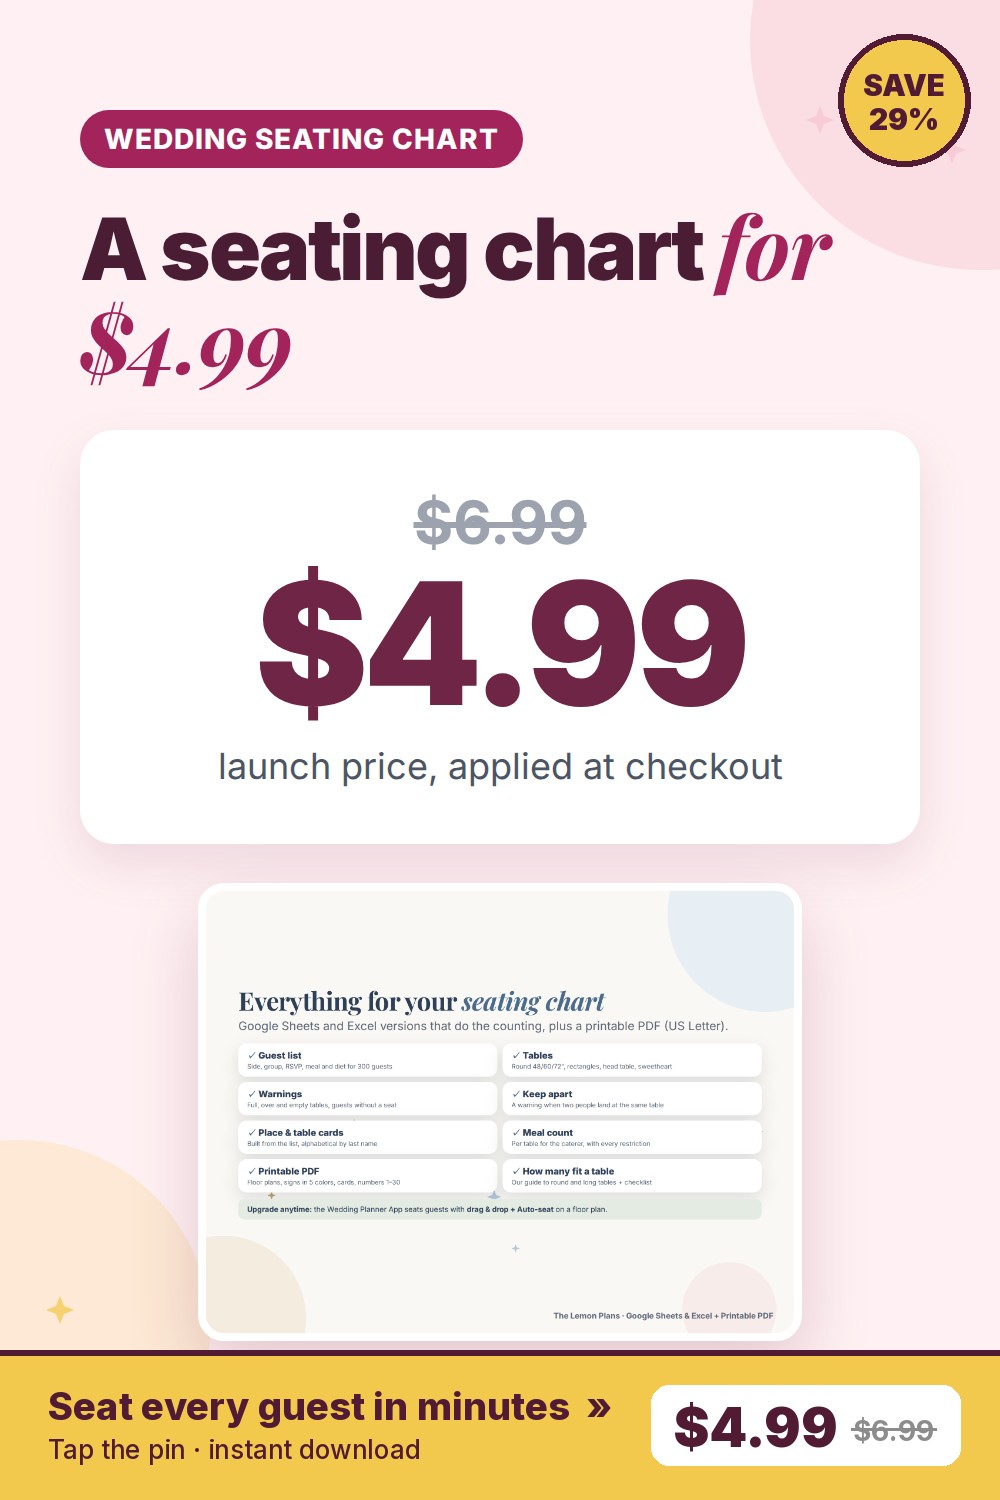 SAVE
29%
WEDDING SEATING CHART
A seating chart for
$4.99
$6.99
$4.99
launch price, applied at checkout
Everything for your seating chart
Google Sheets and Excel versions that do the counting, plus a printable PDF (US Letter).
✓ Guest list
Side, group, RSVP, meal and diet for 300 guests
✓ Tables
Round 48/60/72", rectangles, head table, sweetheart
✓ Warnings
Full, over and empty tables, guests without a seat
✓ Keep apart
A warning when two people land at the same table
✓ Place & table cards
Built from the list, alphabetical by last name
✓ Meal count
Per table for the caterer, with every restriction
✓ Printable PDF
Floor plans, signs in 5 colors, cards, numbers 1–30
✓ How many fit a table
Our guide to round and long tables + checklist
Upgrade anytime: the Wedding Planner App seats guests with drag & drop + Auto-seat on a floor plan.
The Lemon Plans · Google Sheets & Excel + Printable PDF
Seat every guest in minutes »
Tap the pin · instant download
$4.99 $6.99